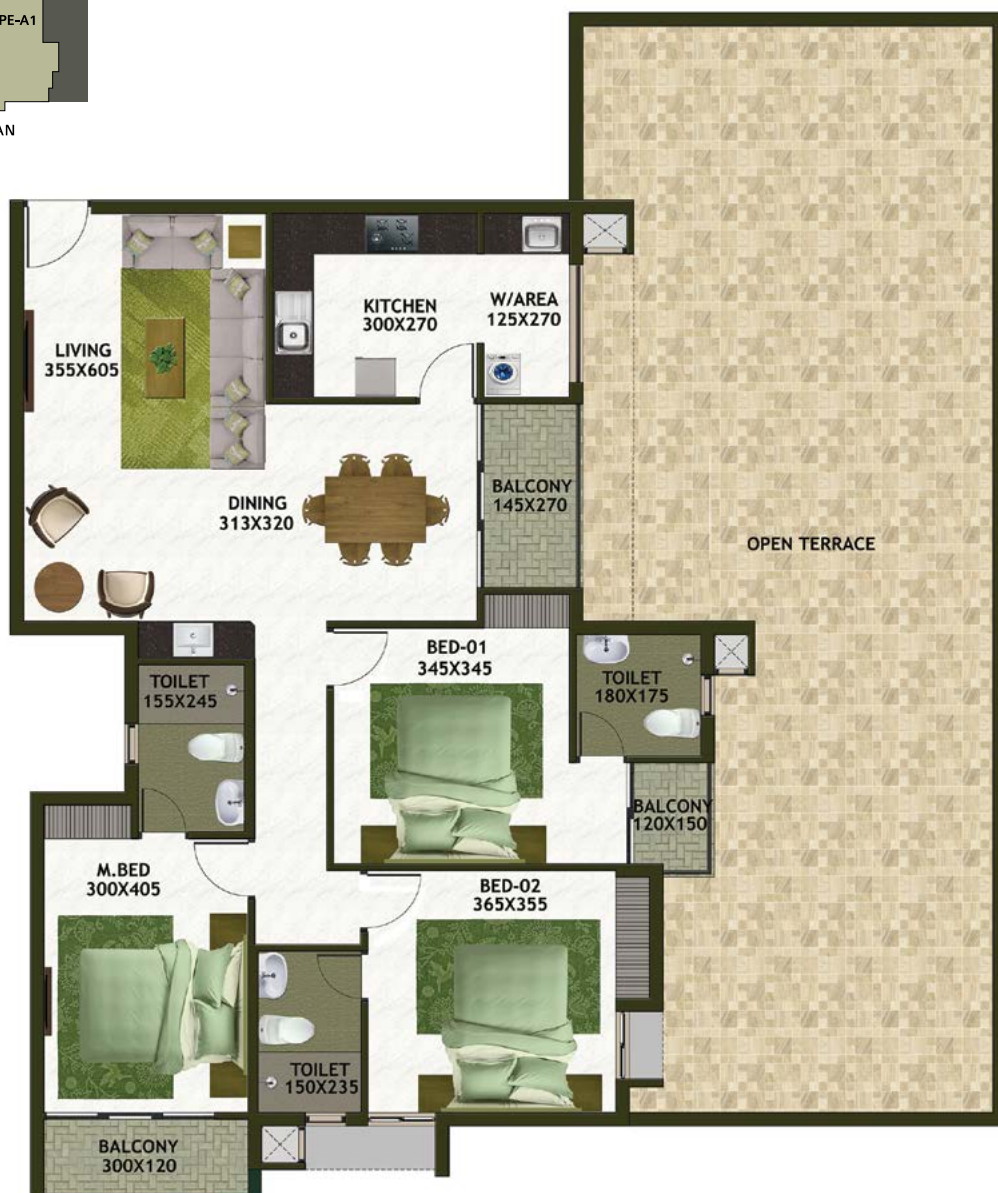 PE-A1
AN
KITCHEN
300X270
W/AREA
125X270
LIVING
355X605
DINING
313X320
BALCONY
145X270
OPEN TERRACE
BED-01
345X345
TOILET
180X175
TOILET
155X245
BALCONY
120X150
M.BED
300X405
BED-02
365X355
TOILET
150X235
BALCONY
300X120